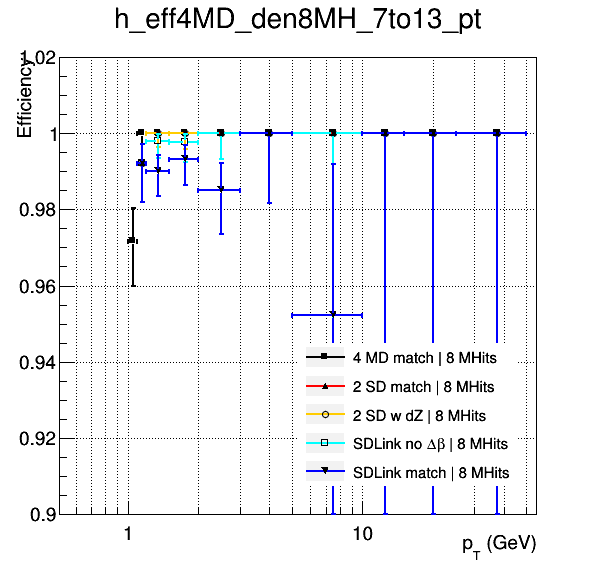 h_eff4MD_den8MH_7to13_pt
Efficiency
1.02
1
0.98
0.96
0.94
0.92
0.9
4 MD match | 8 MHits
2 SD match | 8 MHits
2 SD w dZ | 8 MHits
SDLink no Δβ | 8 MHits
SDLink match | 8 MHits
1
10
p_T (GeV)